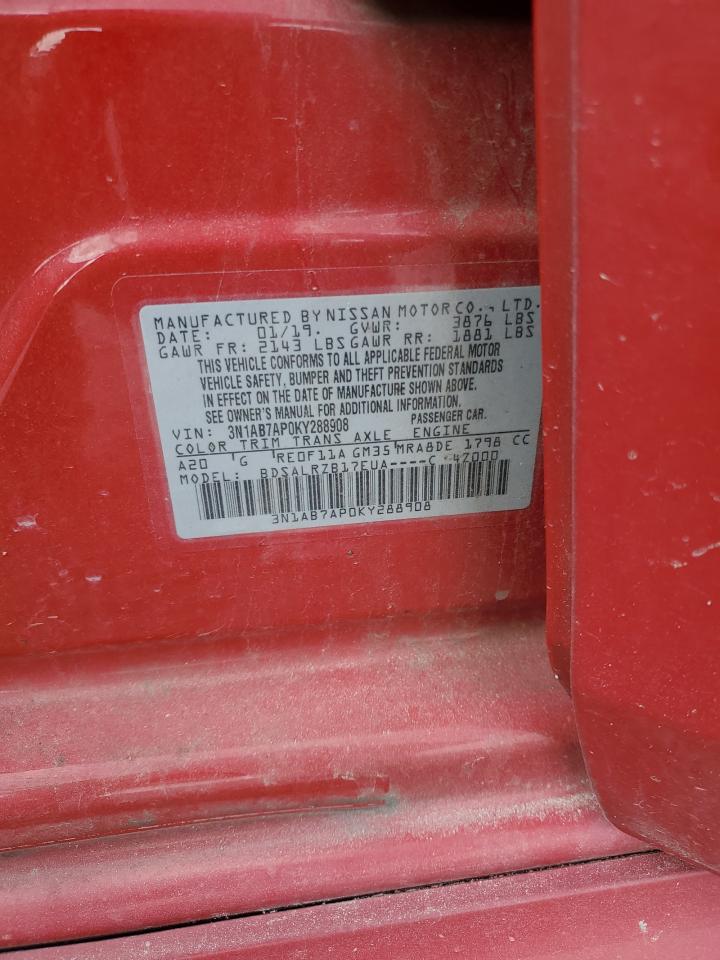 MANUFACTURED BY NISSAN MOTOR CO., LTD.
DATE: 01/19. GVWR: 3876 LBS
GAWR FR: 2143 LBS GAWR RR: 1881 LBS
THIS VEHICLE CONFORMS TO ALL APPLICABLE FEDERAL MOTOR
VEHICLE SAFETY, BUMPER AND THEFT PREVENTION STANDARDS
IN EFFECT ON THE DATE OF MANUFACTURE SHOWN ABOVE.
SEE OWNER'S MANUAL FOR ADDITIONAL INFORMATION.
VIN: 3N1AB7AP0KY288908 PASSENGER CAR.
COLOR TRIM TRANS AXLE ENGINE
A20 G RE0F11A GM35 MRA8DE 1798 CC
MODEL: BDSALRZB17EUA----C -47000
3N1AB7AP0KY288908